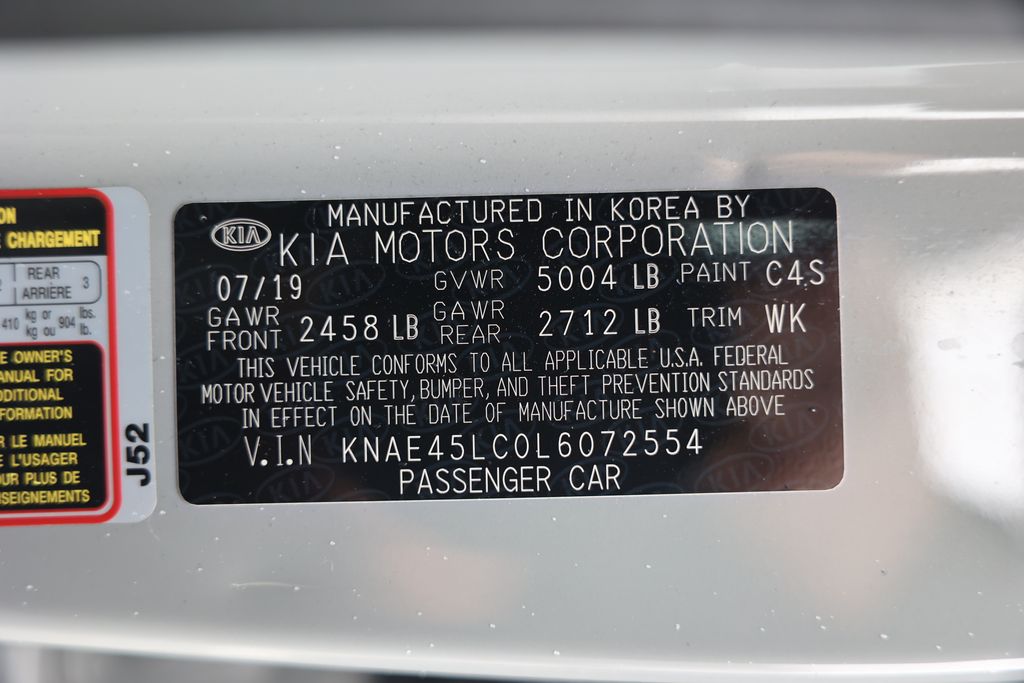 ON
E CHARGEMENT
REAR
ARRIÈRE 3
410 kg or lbs.
kg ou 904 lb.
E OWNER'S
ANUAL FOR
DDITIONAL
FORMATION
R LE MANUEL
E L'USAGER
OUR PLUS DE
SEIGNEMENTS
J52
MANUFACTURED IN KOREA BY
KIA KIA MOTORS CORPORATION
07/19 GVWR 5004 LB PAINT C4S
GAWR FRONT 2458 LB GAWR REAR 2712 LB TRIM WK
THIS VEHICLE CONFORMS TO ALL APPLICABLE U.S.A. FEDERAL
MOTOR VEHICLE SAFETY, BUMPER, AND THEFT PREVENTION STANDARDS
IN EFFECT ON THE DATE OF MANUFACTURE SHOWN ABOVE
V.I.N KNAE45LC0L6072554
PASSENGER CAR